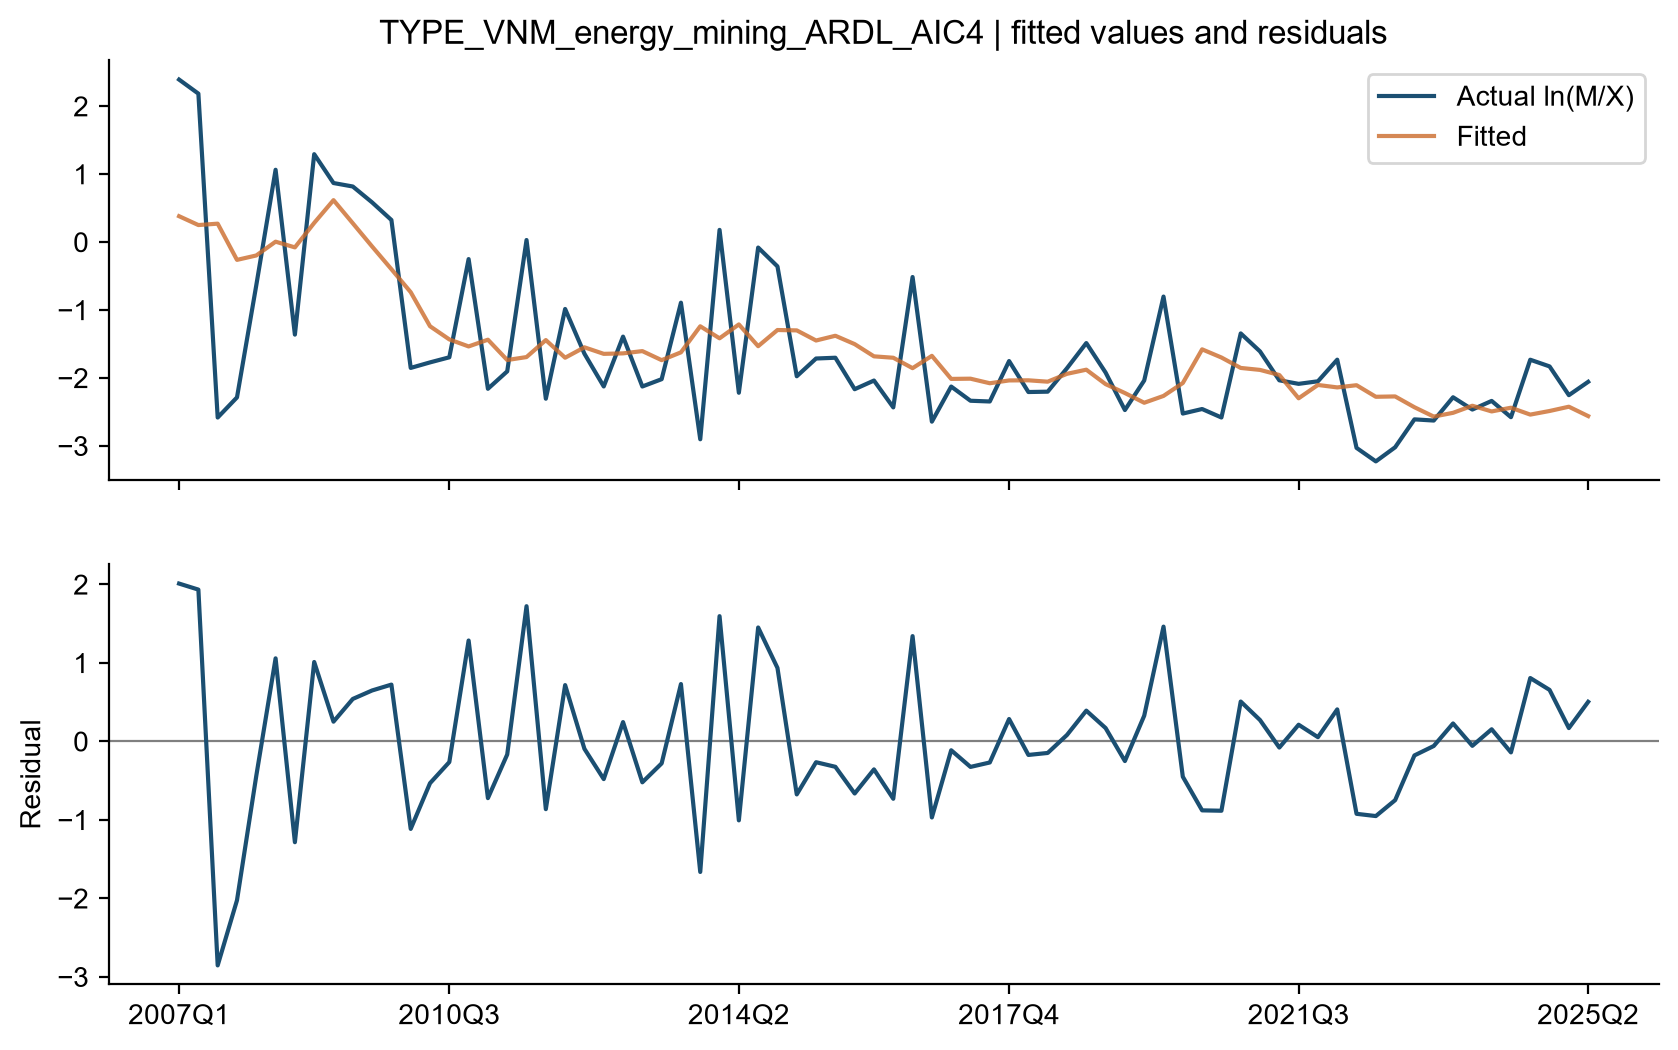 TYPE_VNM_energy_mining_ARDL_AIC4 | fitted values and residuals
Actual ln(M/X)
Fitted
2
1
0
−1
−2
−3
Residual
2
1
0
−1
−2
−3
2007Q1 2010Q3 2014Q2 2017Q4 2021Q3 2025Q2